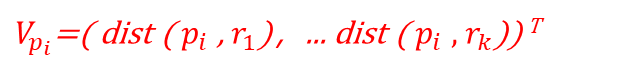 V_{p_i}=( dist ( p_i , r_1 ), ... dist ( p_i , r_k ))^T